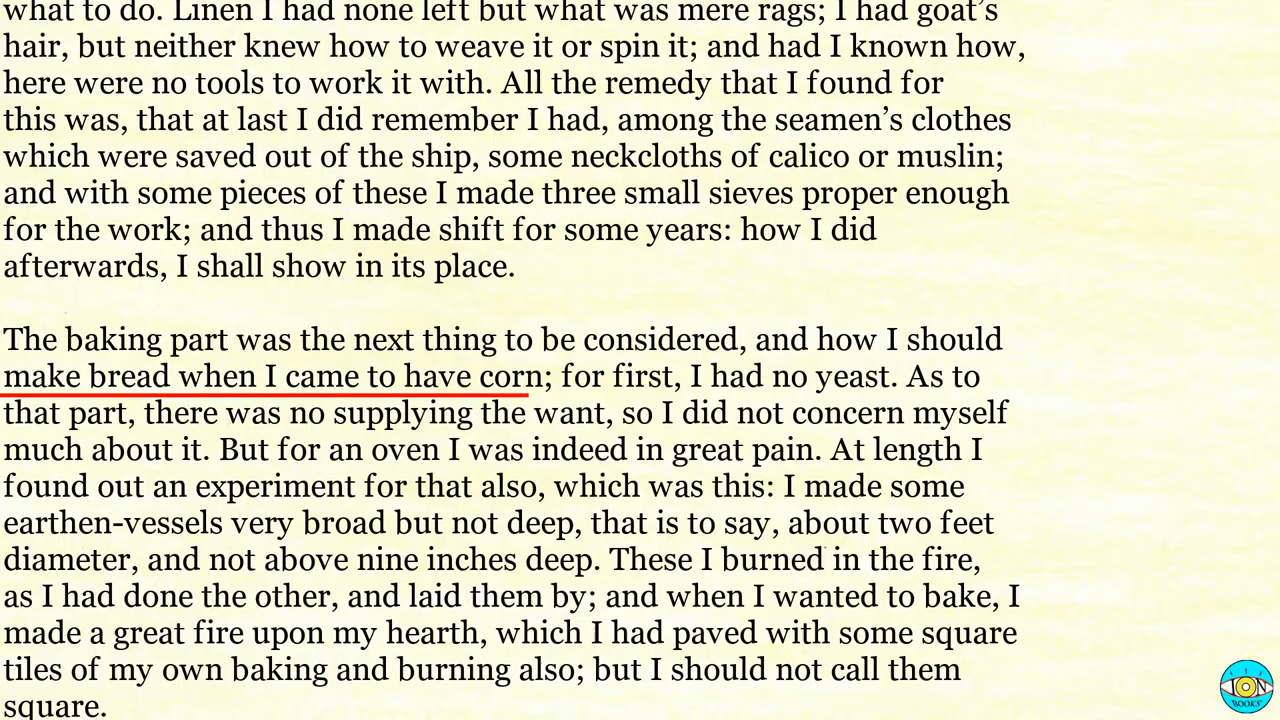 what to do. Linen I had none left but what was mere rags; I had goat’s
hair, but neither knew how to weave it or spin it; and had I known how,
here were no tools to work it with. All the remedy that I found for
this was, that at last I did remember I had, among the seamen’s clothes
which were saved out of the ship, some neckcloths of calico or muslin;
and with some pieces of these I made three small sieves proper enough
for the work; and thus I made shift for some years: how I did
afterwards, I shall show in its place.
The baking part was the next thing to be considered, and how I should
make bread when I came to have corn; for first, I had no yeast. As to
that part, there was no supplying the want, so I did not concern myself
much about it. But for an oven I was indeed in great pain. At length I
found out an experiment for that also, which was this: I made some
earthen-vessels very broad but not deep, that is to say, about two feet
diameter, and not above nine inches deep. These I burned in the fire,
as I had done the other, and laid them by; and when I wanted to bake, I
made a great fire upon my hearth, which I had paved with some square
tiles of my own baking and burning also; but I should not call them
square.
ION
BOOKS